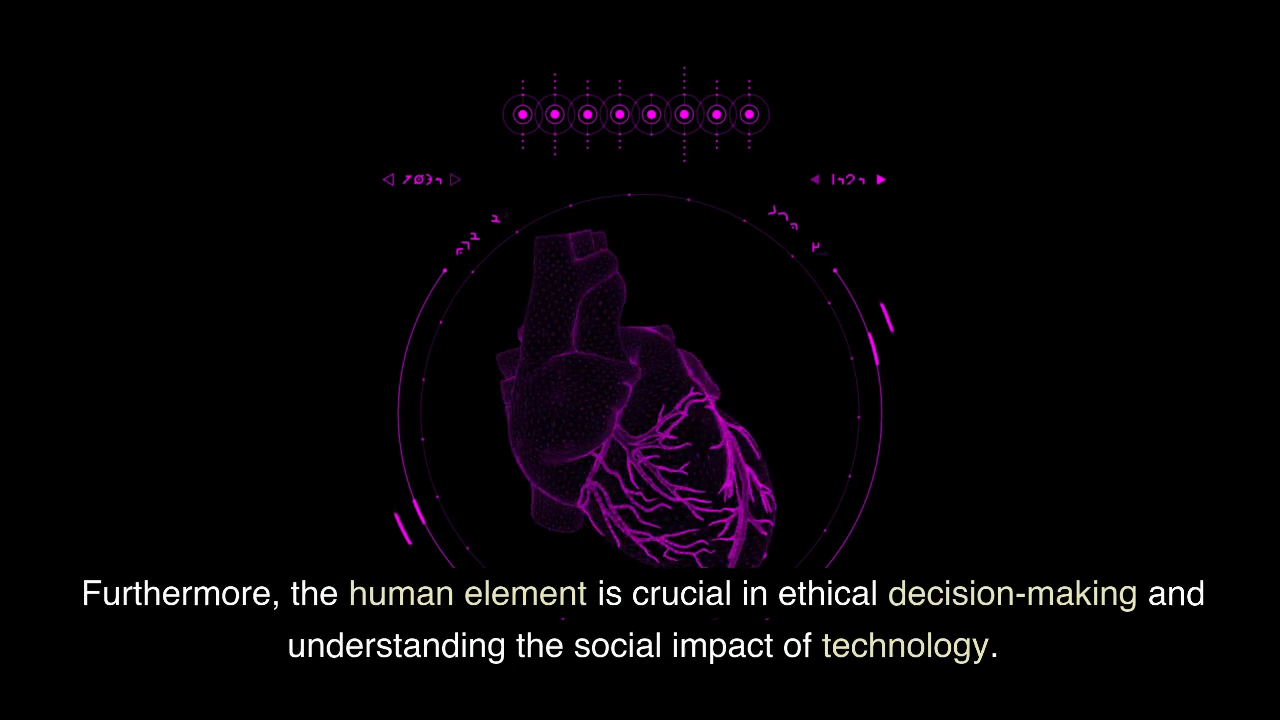 Furthermore, the human element is crucial in ethical decision-making and
understanding the social impact of technology.